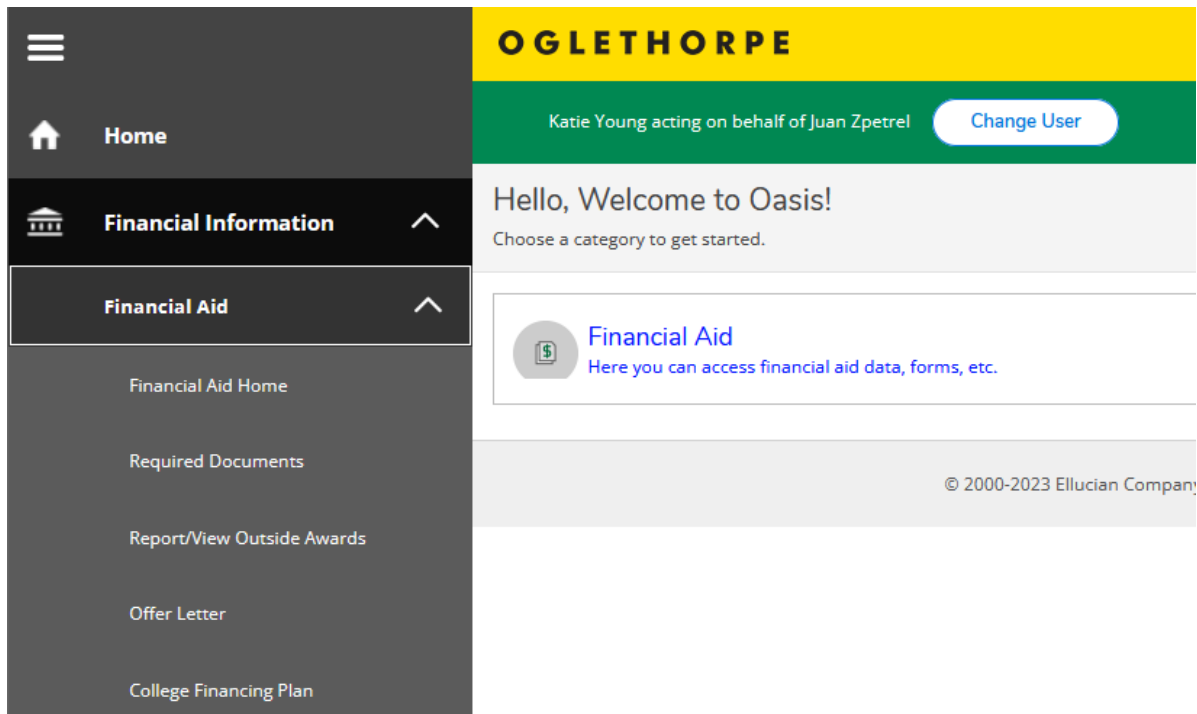 OGLETHORPE
Katie Young acting on behalf of Juan Zpetrel
Change User
Home
Financial Information
Financial Aid
Financial Aid Home
Required Documents
Report/View Outside Awards
Offer Letter
College Financing Plan
Hello, Welcome to Oasis!
Choose a category to get started.
$
Financial Aid
Here you can access financial aid data, forms, etc.
© 2000-2023 Ellucian Company